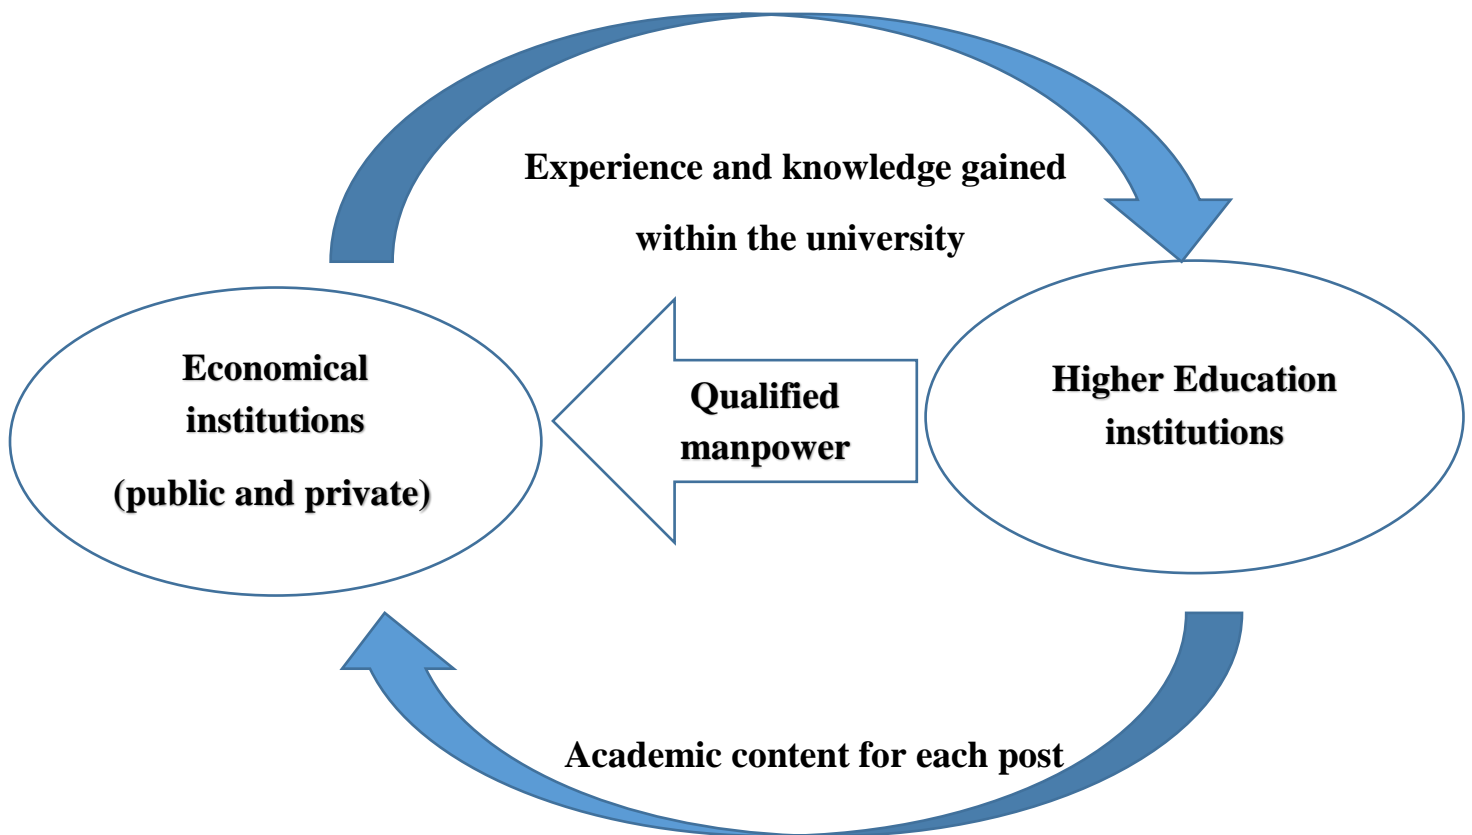 Experience and knowledge gained
within the university
Economical
institutions
(public and private)
Qualified
manpower
Higher Education
institutions
Academic content for each post